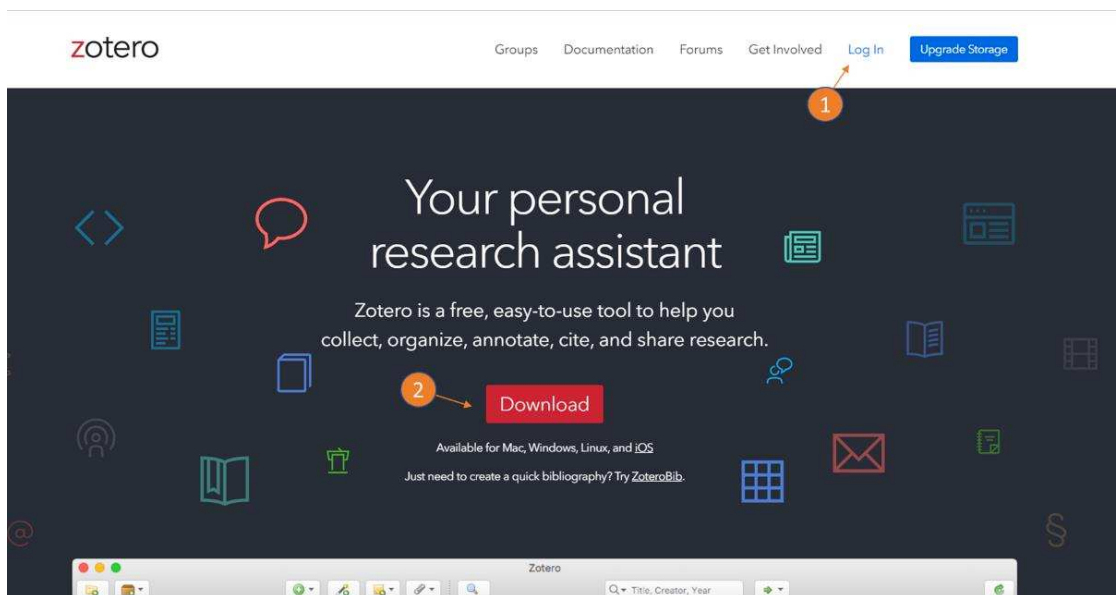 zotero
Groups Documentation Forums Get Involved Log In Upgrade Storage
1
Your personal
research assistant
Zotero is a free, easy-to-use tool to help you
collect, organize, annotate, cite, and share research.
2
Download
Available for Mac, Windows, Linux, and iOS
Just need to create a quick bibliography? Try ZoteroBib.
@
§
Zotero
Title, Creator, Year